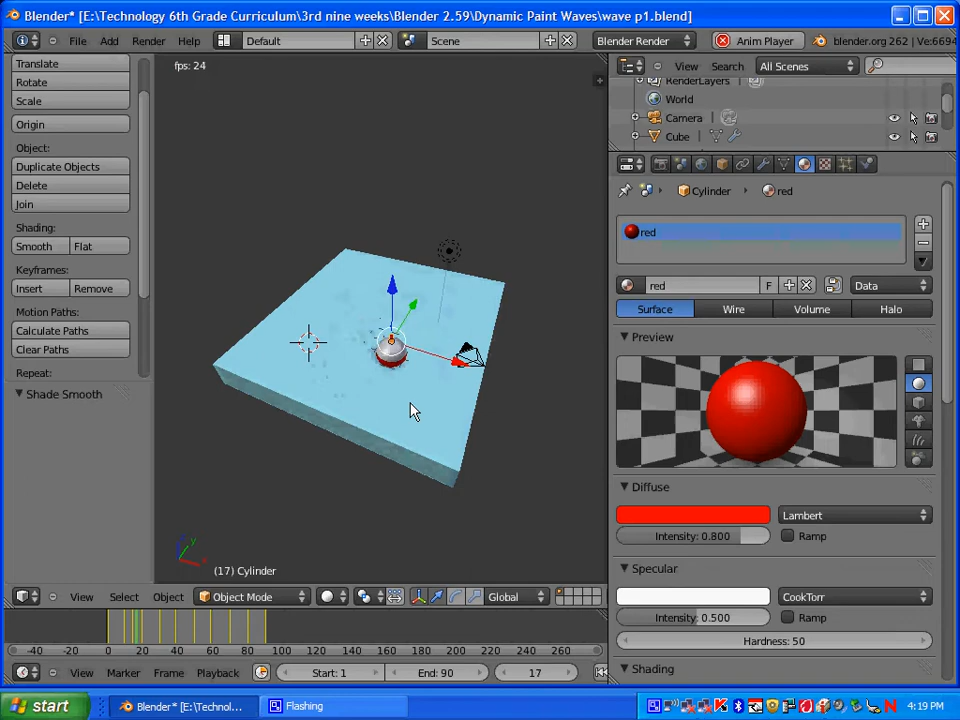 Blender* [E:\Technology 6th Grade Curriculum\3rd nine weeks\Blender 2.59\Dynamic Paint Waves\wave p1.blend]
File Add Render Help Default Scene Blender Render Anim Player blender.org 262 | Ve:6694
Translate
Rotate
Scale
Origin
Object:
Duplicate Objects
Delete
Join
Shading:
Smooth Flat
Keyframes:
Insert Remove
Motion Paths:
Calculate Paths
Clear Paths
Repeat:
Shade Smooth
fps: 24
(17) Cylinder
View Search All Scenes
RenderLayers
World
Camera
Cube
Cylinder red
red
red F Data
Surface Wire Volume Halo
Preview
Diffuse
Lambert
Intensity: 0.800 Ramp
Specular
CookTorr
Intensity: 0.500 Ramp
Hardness: 50
Shading
View Select Object Object Mode Global
-40 -20 0 20 40 60 80 100 120 140 160 180 200 220 240 260
View Marker Frame Playback Start: 1 End: 90 17
start Blender* [E:\Technol... Flashing 4:19 PM